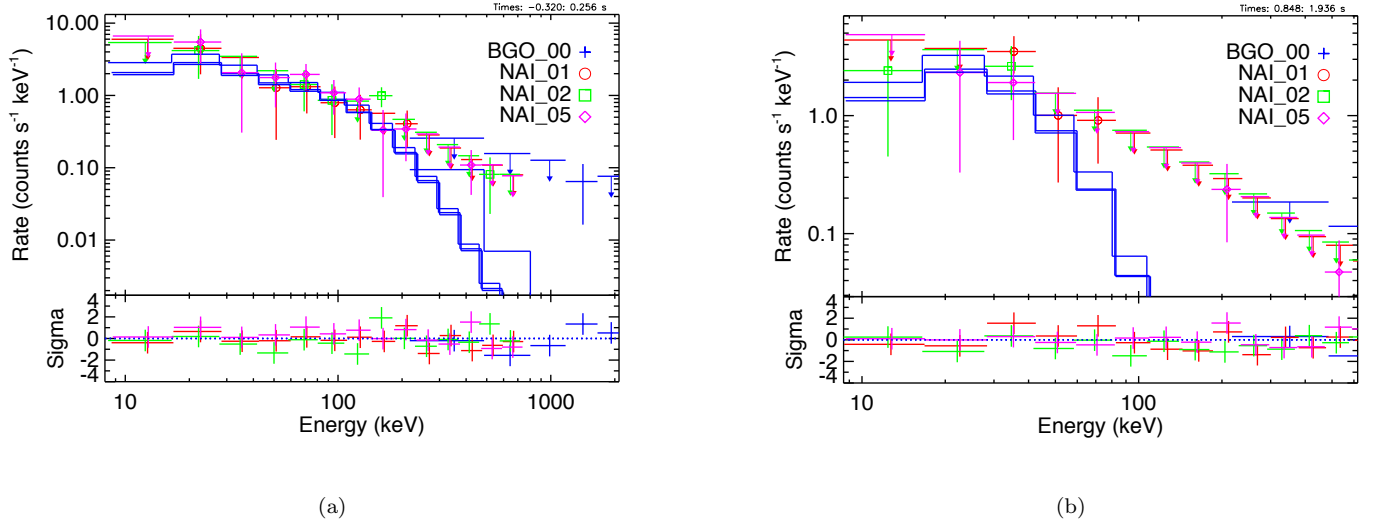 Times: -0.320: 0.256 s
10.00
1.00
0.10
0.01
Rate (counts s⁻¹ keV⁻¹)
BGO_00
NAI_01
NAI_02
NAI_05
4
2
0
-2
-4
Sigma
10
100
1000
Energy (keV)
(a)
Times: 0.848: 1.936 s
10.0
1.0
0.1
Rate (counts s⁻¹ keV⁻¹)
BGO_00
NAI_01
NAI_02
NAI_05
4
2
0
-2
-4
Sigma
10
100
Energy (keV)
(b)